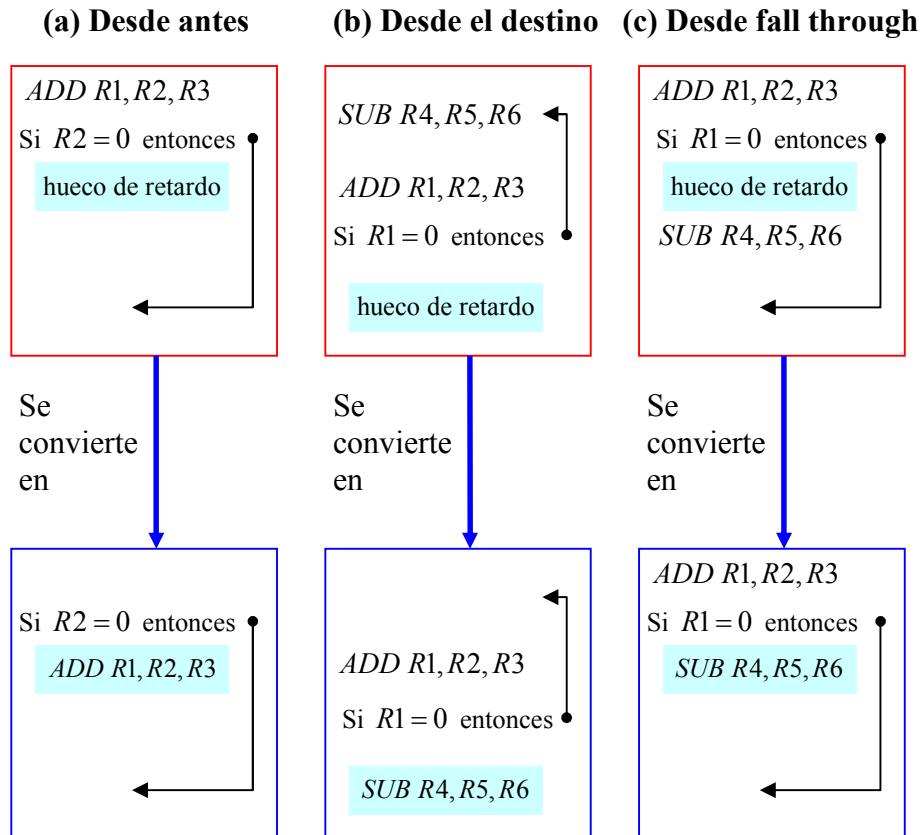 (a) Desde antes
ADD R1, R2, R3
Si R2 = 0 entonces
hueco de retardo
Se
convierte
en
Si R2 = 0 entonces
ADD R1, R2, R3
(b) Desde el destino
SUB R4, R5, R6
ADD R1, R2, R3
Si R1 = 0 entonces
hueco de retardo
Se
convierte
en
ADD R1, R2, R3
Si R1 = 0 entonces
SUB R4, R5, R6
(c) Desde fall through
ADD R1, R2, R3
Si R1 = 0 entonces
hueco de retardo
SUB R4, R5, R6
Se
convierte
en
ADD R1, R2, R3
Si R1 = 0 entonces
SUB R4, R5, R6